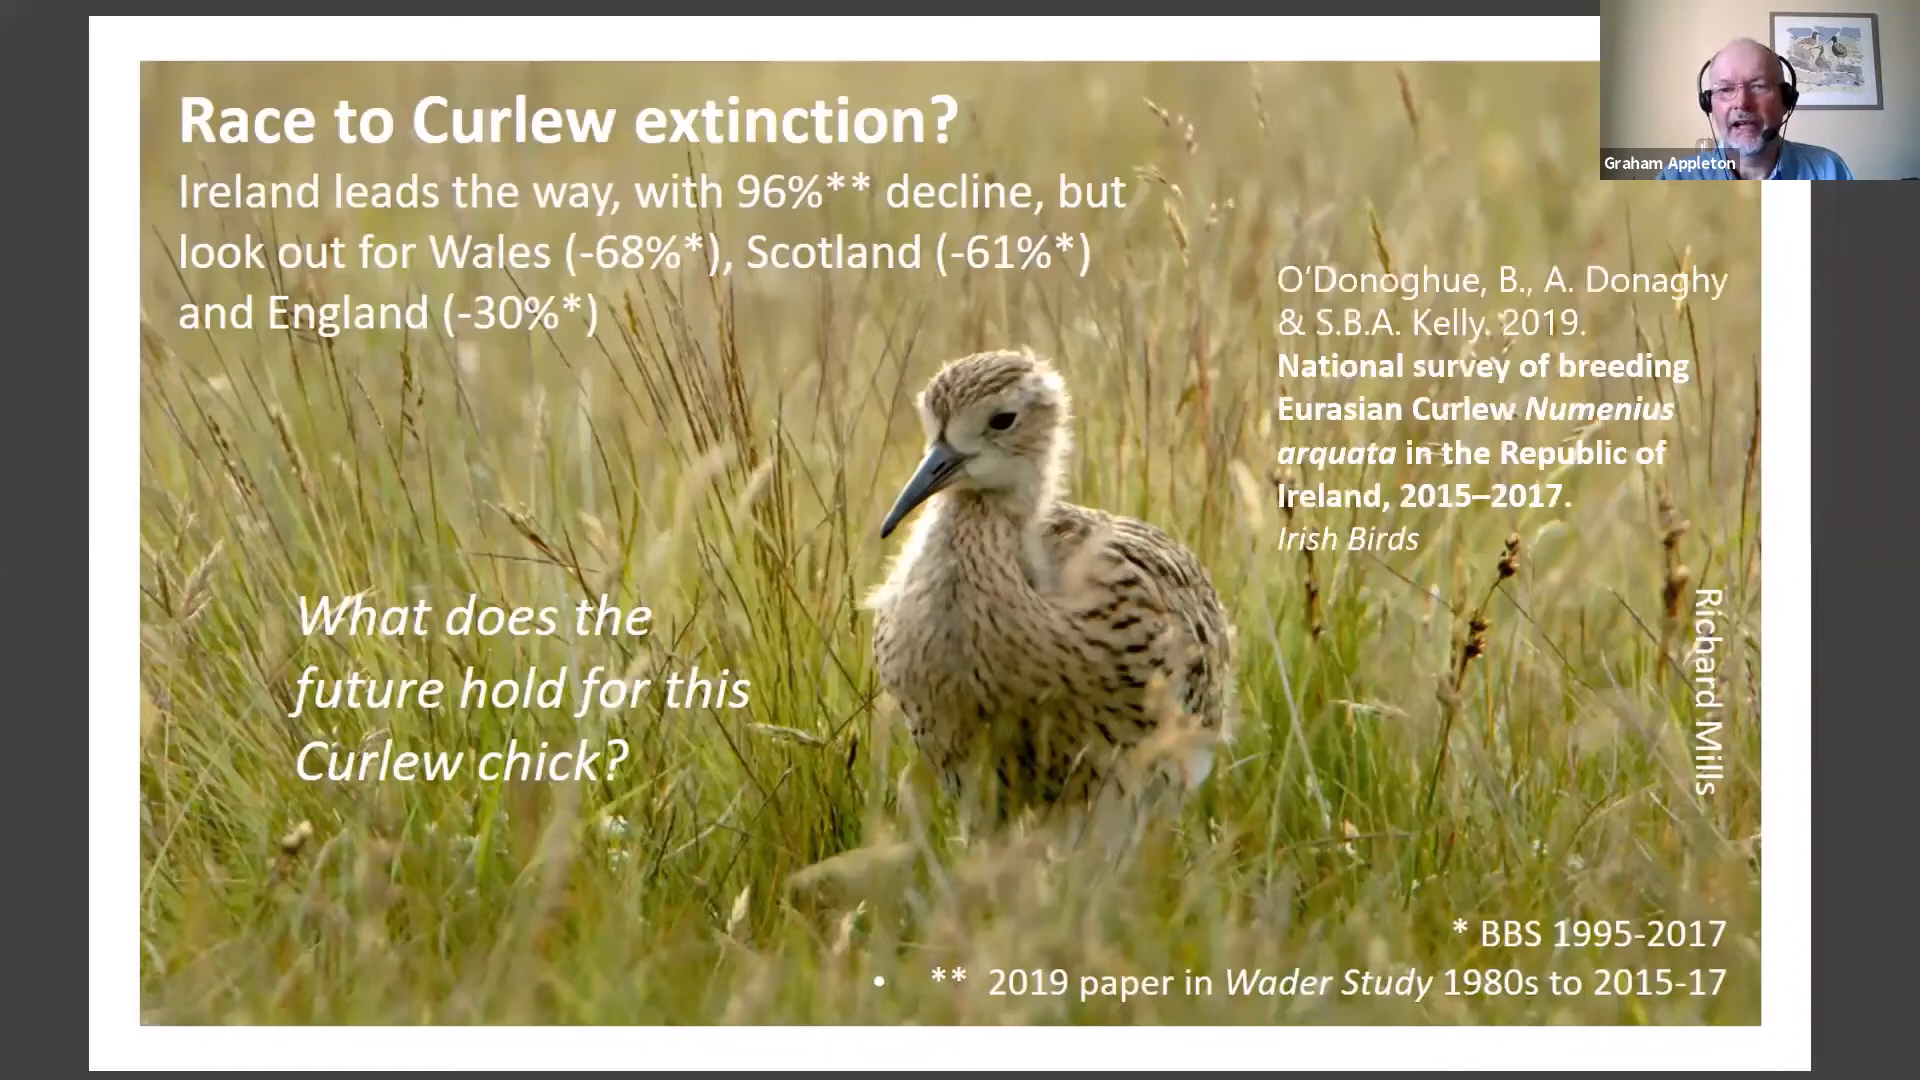 Race to Curlew extinction?
Ireland leads the way, with 96%** decline, but
look out for Wales (-68%*), Scotland (-61%*)
and England (-30%*)
Graham Appleton
O'Donoghue, B., A. Donaghy
& S.B.A. Kelly. 2019.
National survey of breeding
Eurasian Curlew Numenius
arquata in the Republic of
Ireland, 2015–2017.
Irish Birds
What does the
future hold for this
Curlew chick?
Richard Mills
* BBS 1995-2017
• ** 2019 paper in Wader Study 1980s to 2015-17